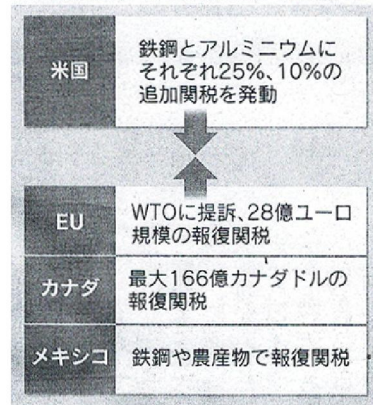 米国
鉄鋼とアルミニウムに
それぞれ25%、10%の
追加関税を発動
EU
WTOに提訴、28億ユーロ
規模の報復関税
カナダ
最大166億カナダドルの
報復関税
メキシコ
鉄鋼や農産物で報復関税